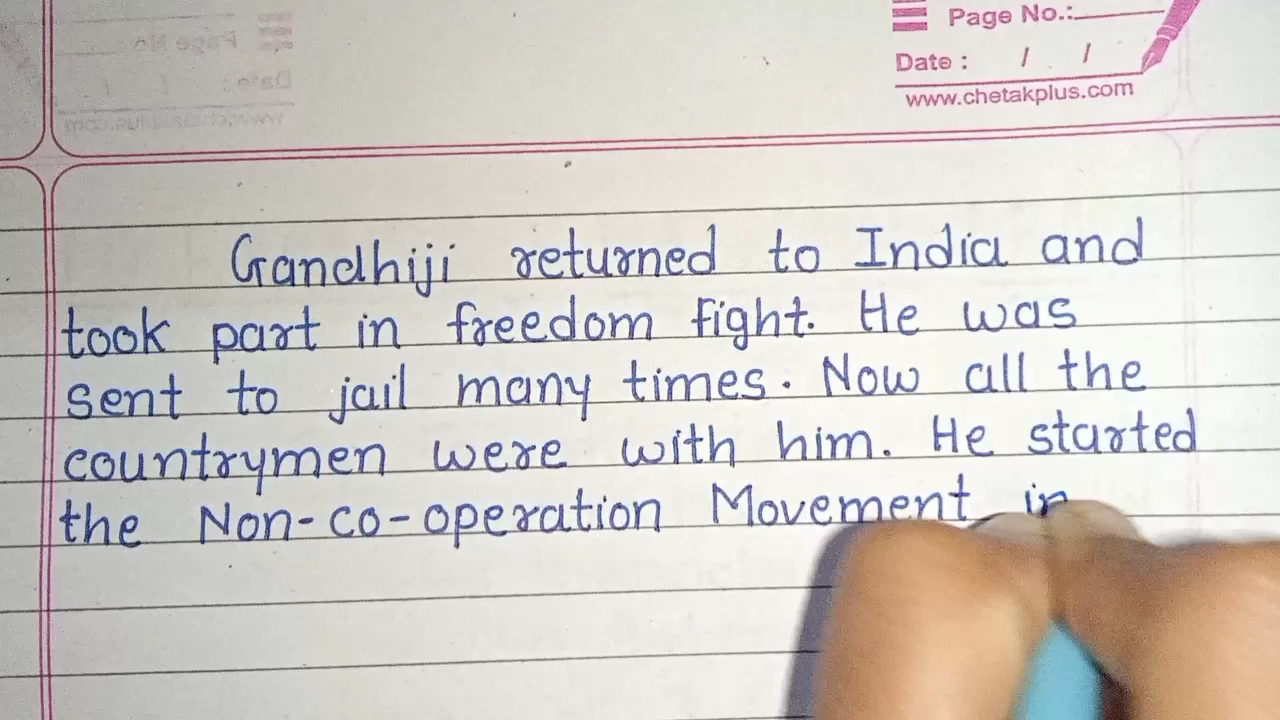 Page No.:
Date : / /
www.chetakplus.com
Gandhiji returned to India and
took part in freedom fight. He was
sent to jail many times. Now all the
countrymen were with him. He started
the Non-co-operation Movement in